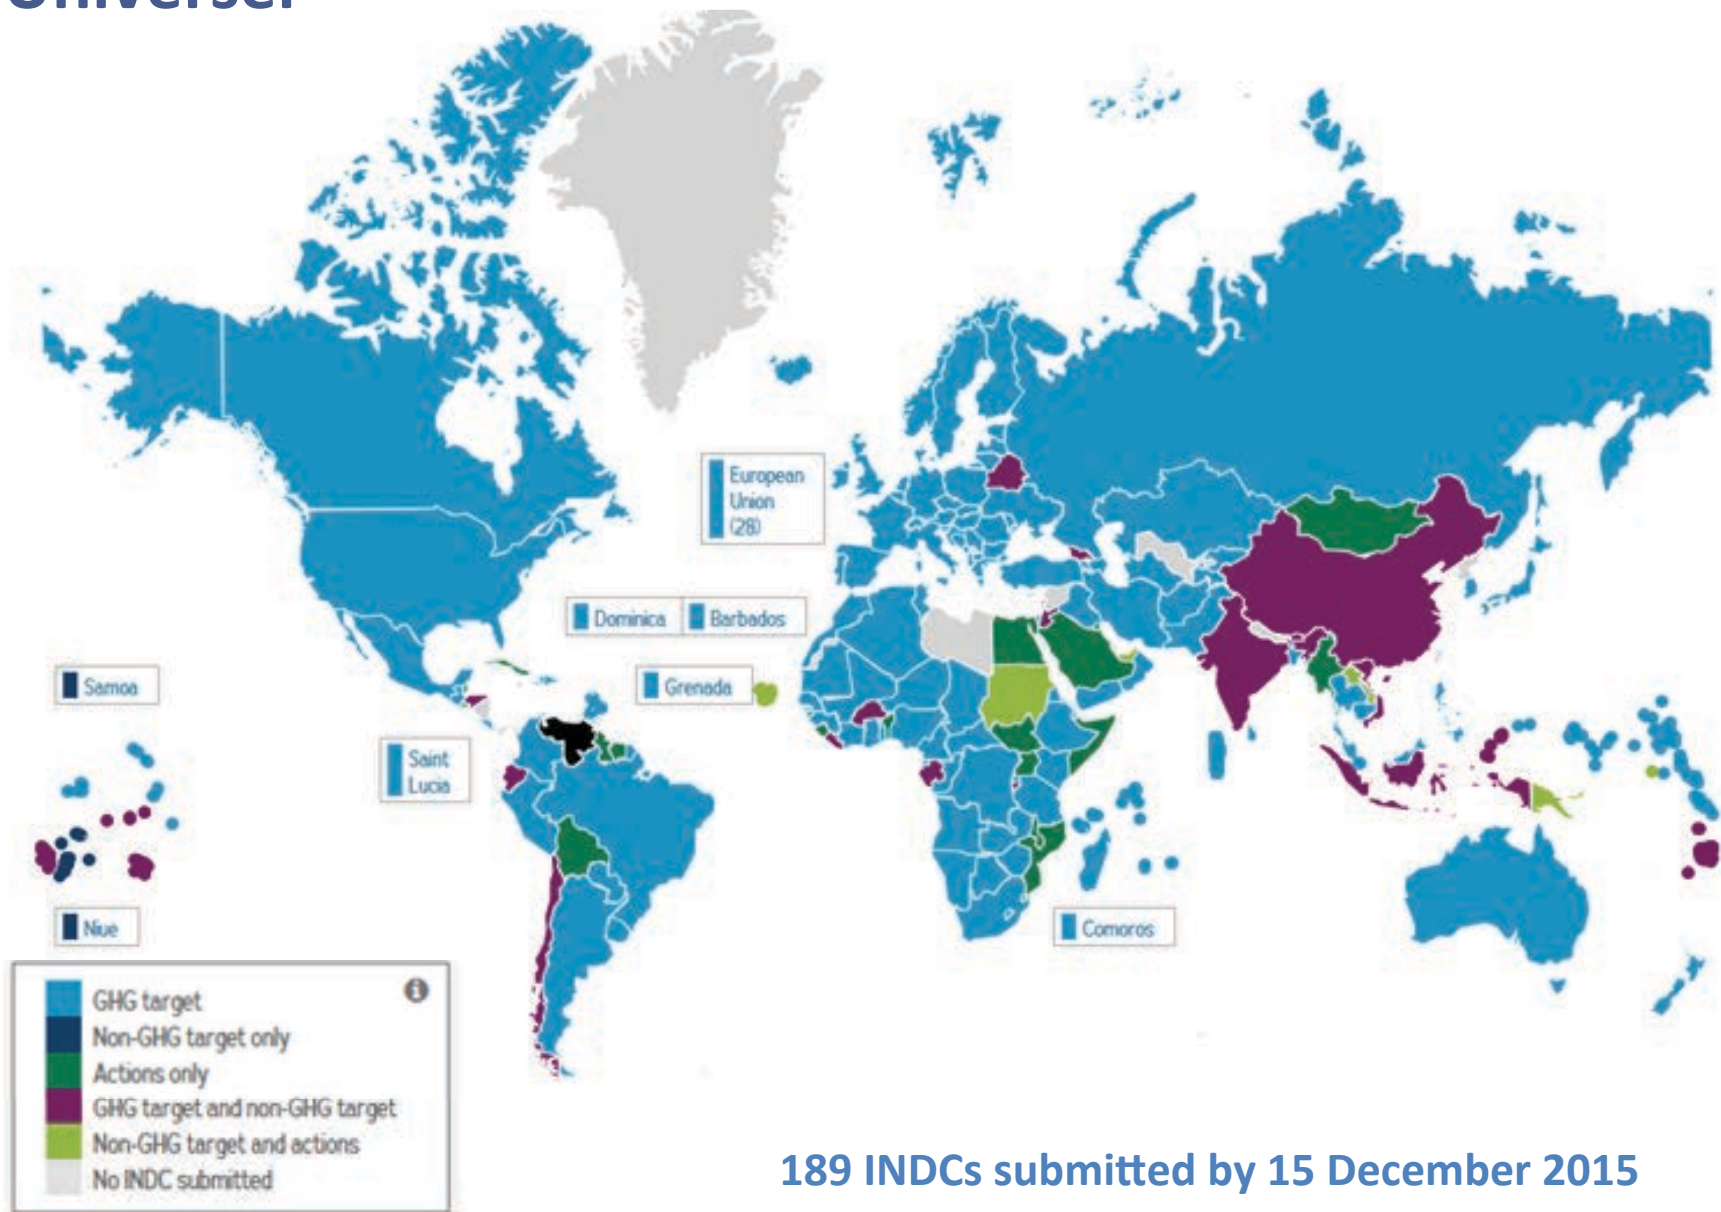 European
Union
(28)
Dominica
Barbados
Samoa
Grenada
Saint
Lucia
Niue
Comoros
GHG target
Non-GHG target only
Actions only
GHG target and non-GHG target
Non-GHG target and actions
No INDC submitted
189 INDCs submitted by 15 December 2015